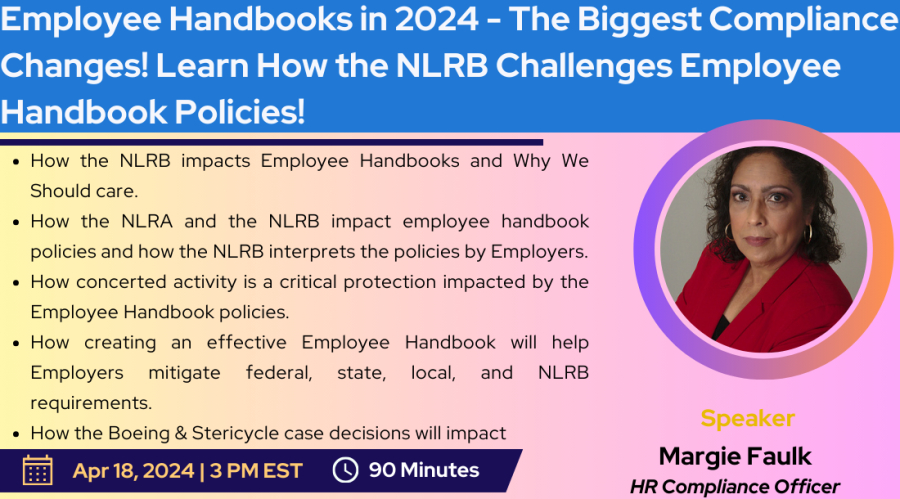 Employee Handbooks in 2024 - The Biggest Compliance
Changes! Learn How the NLRB Challenges Employee
Handbook Policies!
• How the NLRB impacts Employee Handbooks and Why We
Should care.
• How the NLRA and the NLRB impact employee handbook
policies and how the NLRB interprets the policies by Employers.
• How concerted activity is a critical protection impacted by the
Employee Handbook policies.
• How creating an effective Employee Handbook will help
Employers mitigate federal, state, local, and NLRB
requirements.
• How the Boeing & Stericycle case decisions will impact
Apr 18, 2024 | 3 PM EST
90 Minutes
Speaker
Margie Faulk
HR Compliance Officer